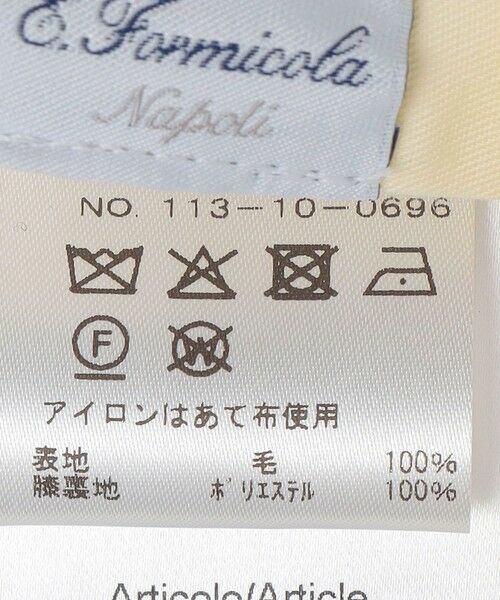 E. Formicola
Napoli
NO. 113-10-0696
F
W
アイロンはあて布使用
表地 毛 100%
膝裏地 ポリエステル 100%
Articolo/Article